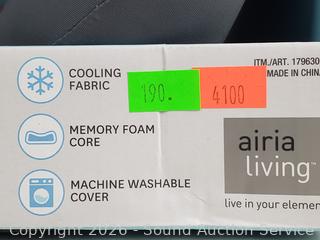 COOLING
FABRIC
190.
4100
ITM./ART. 179630
MADE IN CHINA
MEMORY FOAM
CORE
airia
living™
MACHINE WASHABLE
COVER
live in your elemen
Copyright 2026 - Sound Auction Service